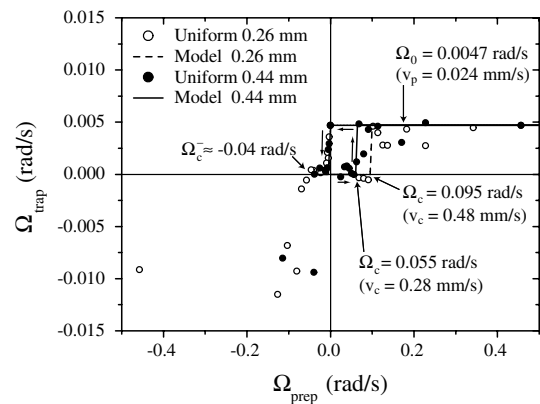 Uniform 0.26 mm
Model 0.26 mm
Uniform 0.44 mm
Model 0.44 mm
Ω₀ = 0.0047 rad/s
(vₚ = 0.024 mm/s)
Ω_c⁻ ≈ -0.04 rad/s
Ω_c = 0.095 rad/s
(v_c = 0.48 mm/s)
Ω_c = 0.055 rad/s
(v_c = 0.28 mm/s)
0.015
0.010
0.005
0.000
0.005
-0.010
-0.015
Ω_trap (rad/s)
-0.4
-0.2
0.0
0.2
0.4
Ω_prep (rad/s)